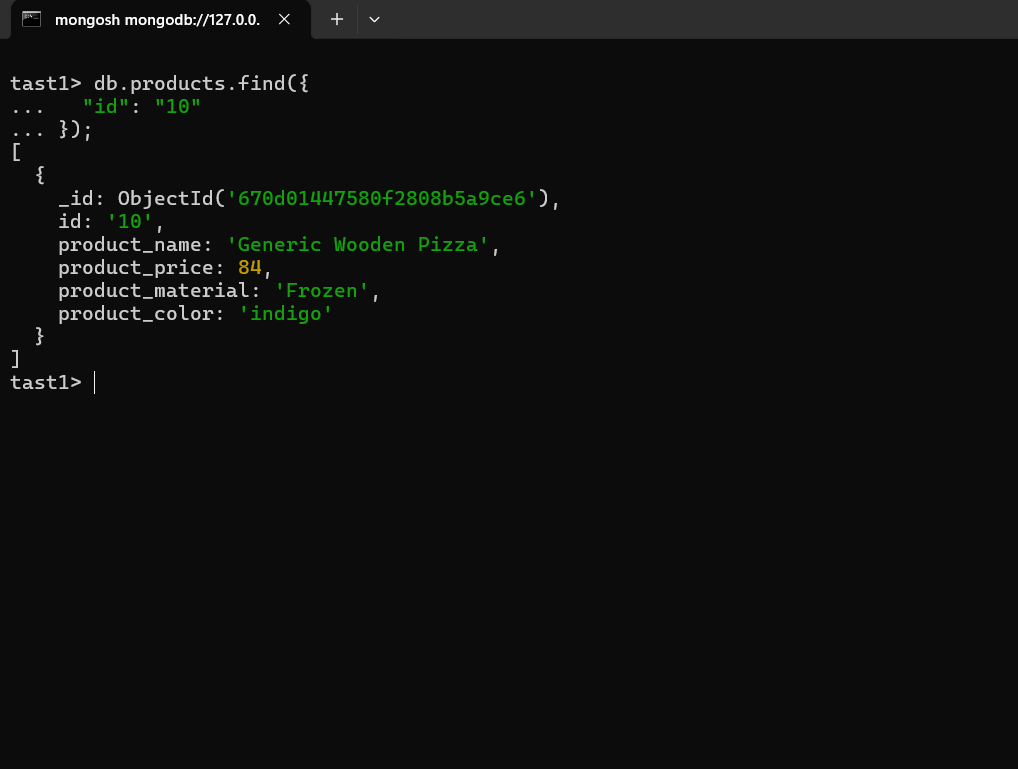 mongosh mongodb://127.0.0.
tast1> db.products.find({
...   "id": "10"
... });
[
  {
    _id: ObjectId('670d01447580f2808b5a9ce6'),
    id: '10',
    product_name: 'Generic Wooden Pizza',
    product_price: 84,
    product_material: 'Frozen',
    product_color: 'indigo'
  }
]
tast1>